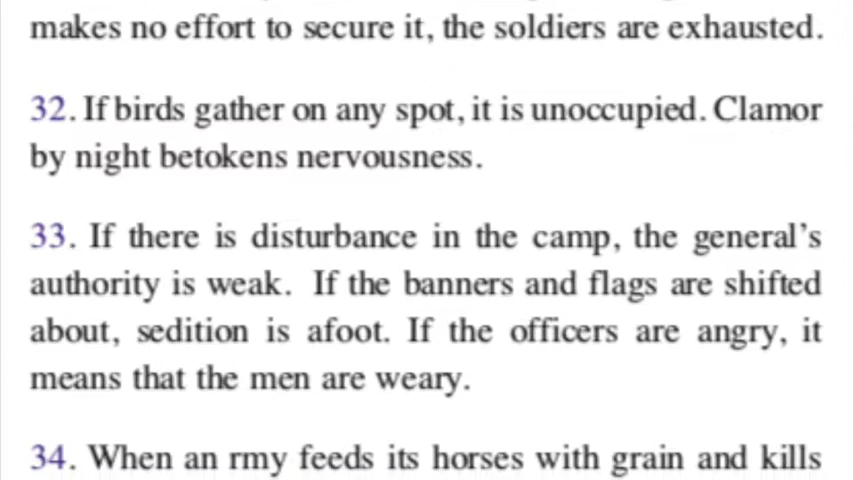 makes no effort to secure it, the soldiers are exhausted.
32. If birds gather on any spot, it is unoccupied. Clamor
by night betokens nervousness.
33. If there is disturbance in the camp, the general's
authority is weak. If the banners and flags are shifted
about, sedition is afoot. If the officers are angry, it
means that the men are weary.
34. When an rmy feeds its horses with grain and kills